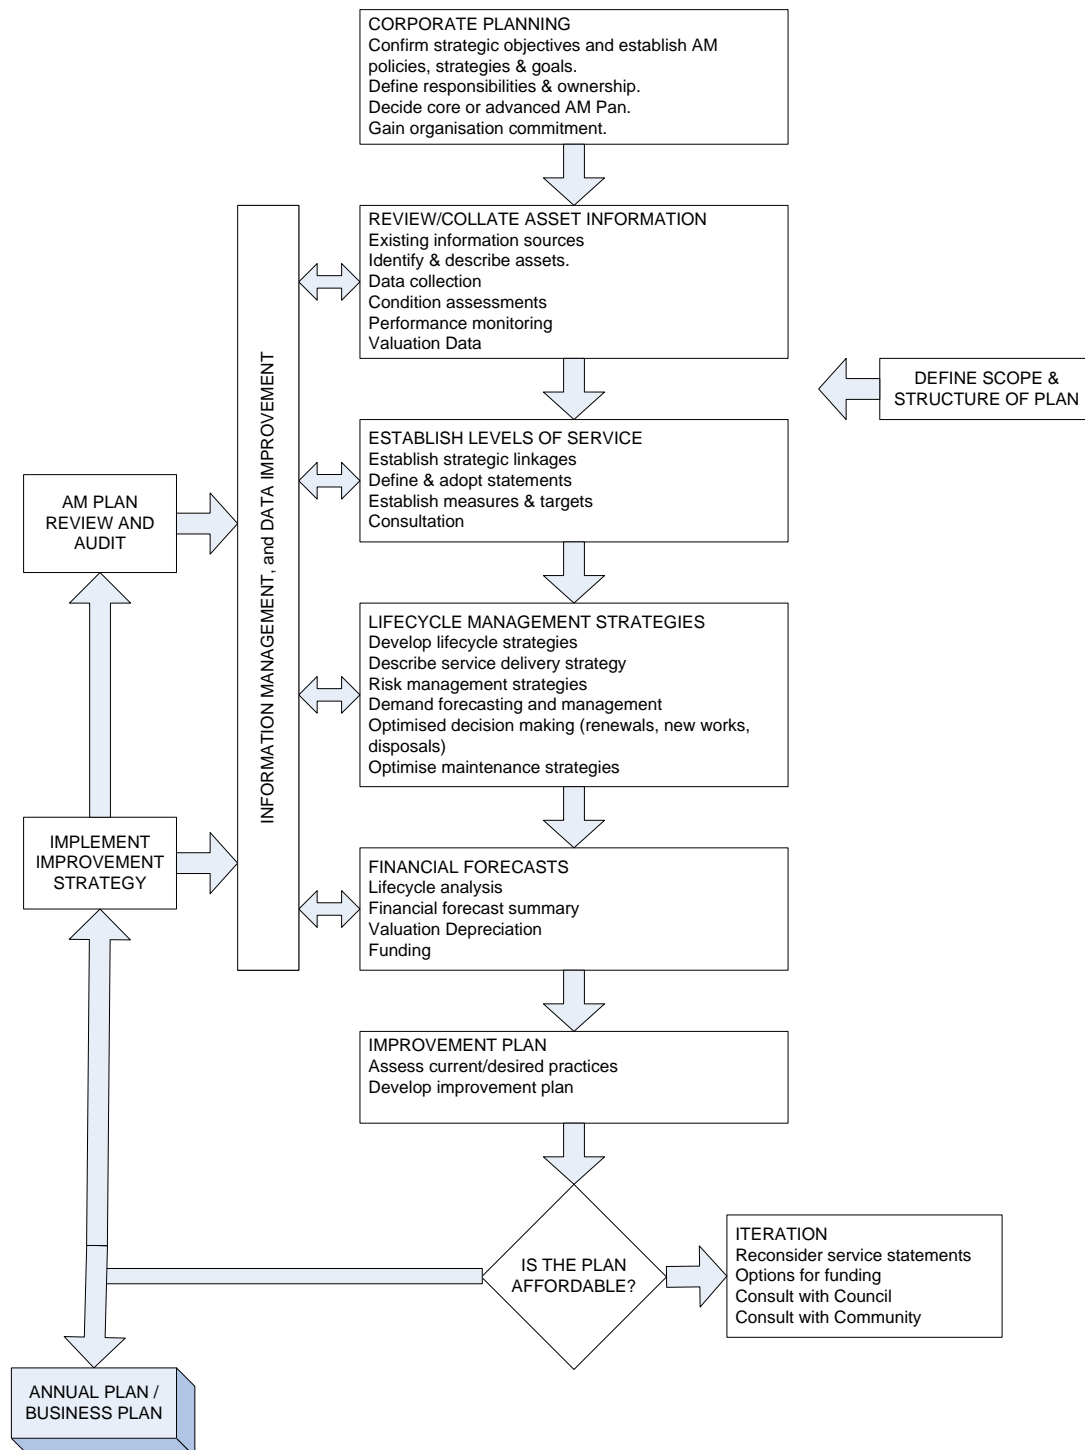 CORPORATE PLANNING
Confirm strategic objectives and establish AM
policies, strategies & goals.
Define responsibilities & ownership.
Decide core or advanced AM Pan.
Gain organisation commitment.
REVIEW/COLLATE ASSET INFORMATION
Existing information sources
Identify & describe assets.
Data collection
Condition assessments
Performance monitoring
Valuation Data
DEFINE SCOPE &
STRUCTURE OF PLAN
INFORMATION MANAGEMENT, and DATA IMPROVEMENT
ESTABLISH LEVELS OF SERVICE
Establish strategic linkages
Define & adopt statements
Establish measures & targets
Consultation
AM PLAN
REVIEW AND
AUDIT
LIFECYCLE MANAGEMENT STRATEGIES
Develop lifecycle strategies
Describe service delivery strategy
Risk management strategies
Demand forecasting and management
Optimised decision making (renewals, new works,
disposals)
Optimise maintenance strategies
IMPLEMENT
IMPROVEMENT
STRATEGY
FINANCIAL FORECASTS
Lifecycle analysis
Financial forecast summary
Valuation Depreciation
Funding
IMPROVEMENT PLAN
Assess current/desired practices
Develop improvement plan
IS THE PLAN
AFFORDABLE?
ITERATION
Reconsider service statements
Options for funding
Consult with Council
Consult with Community
ANNUAL PLAN /
BUSINESS PLAN